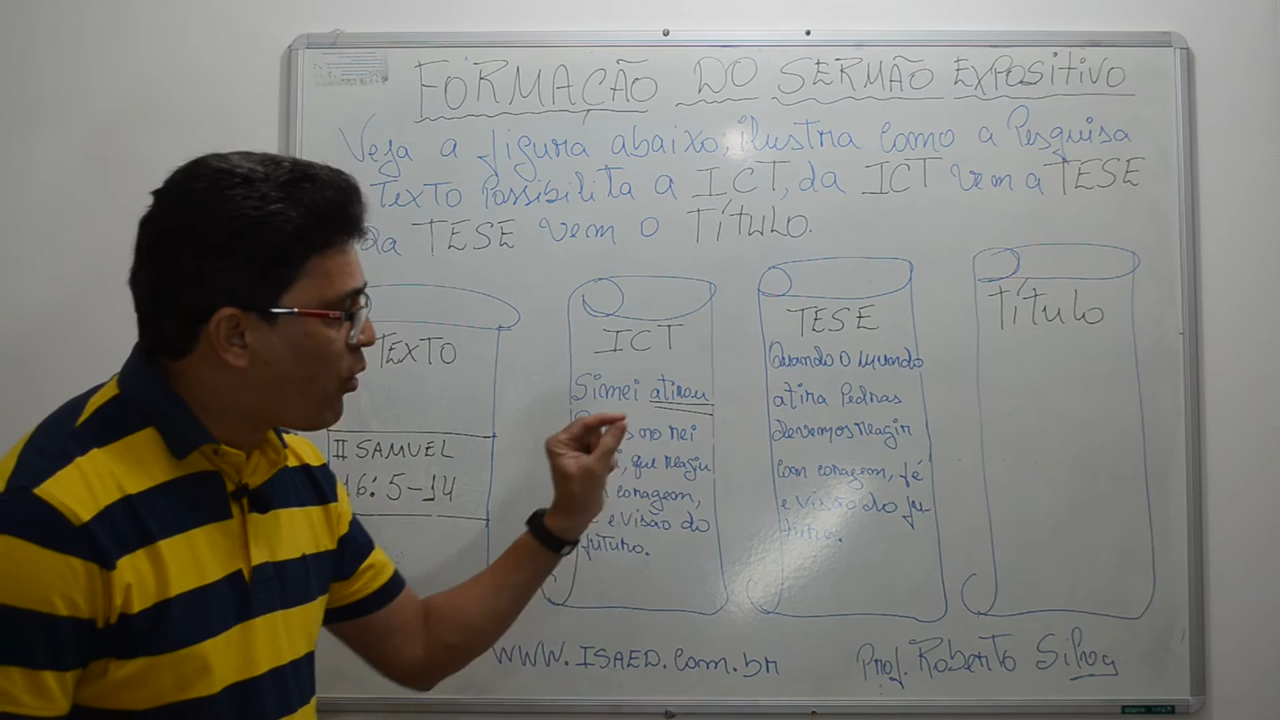 FORMAÇÃO DO SERMÃO EXPOSITIVO
Veja a figura abaixo, ilustra como a Pesquisa
TEXTO Possibilita a ICT, da ICT vem a TESE
da TESE vem o TÍTULO.
TEXTO
II SAMUEL
16: 5-14
ICT
Simei atirou
no rei
, que reagiu
coragem,
e visão do
futuro.
TESE
Quando o mundo
atira Pedras
devemos reagir
com coragem, fé
e visão do fu-
turo.
TÍTULO
WWW.ISAED.com.br
Prof. Roberto Silva